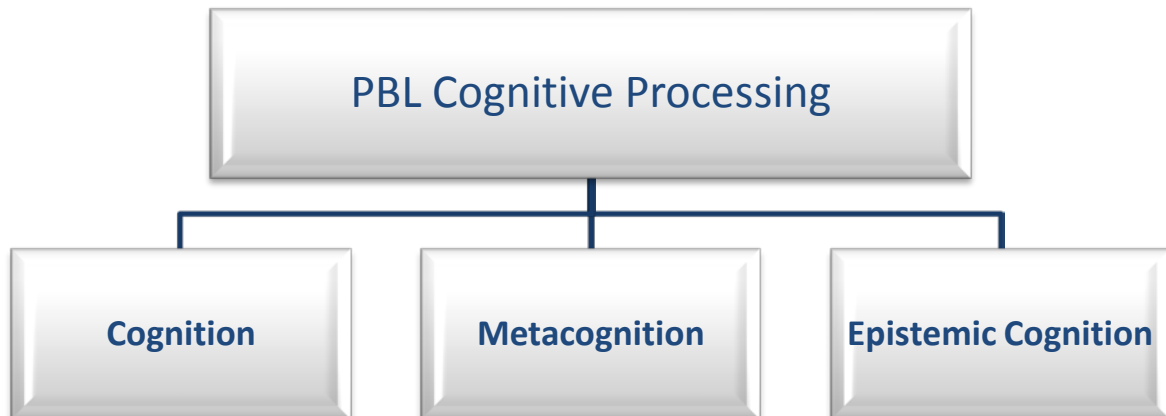 PBL Cognitive Processing
Cognition
Metacognition
Epistemic Cognition